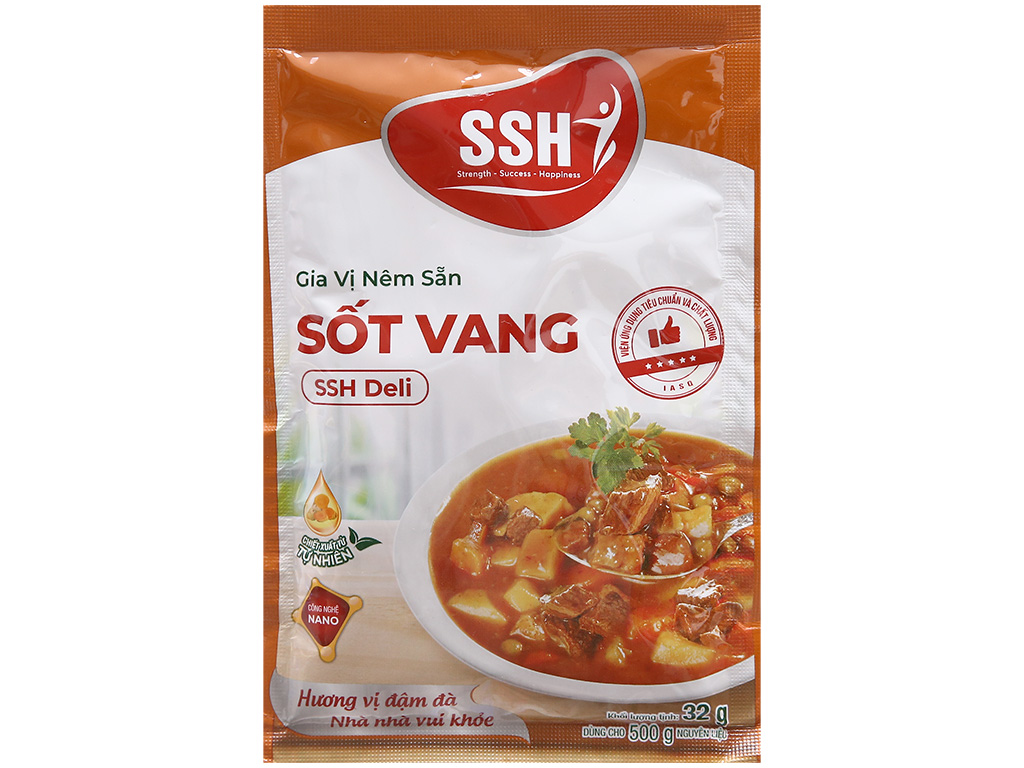 SSH
Strength - Success - Happiness
Gia Vị Nêm Sẵn
SỐT VANG
SSH Deli
VIỆN ỨNG DỤNG TIÊU CHUẨN VÀ CHẤT LƯỢNG
IASQ
CHIẾT XUẤT TỪ
TỰ NHIÊN
CÔNG NGHỆ
NANO
Hương vị đậm đà
Nhà nhà vui khỏe
Khối lượng tịnh: 32 g
DÙNG CHO 500 g NGUYÊN LIỆU